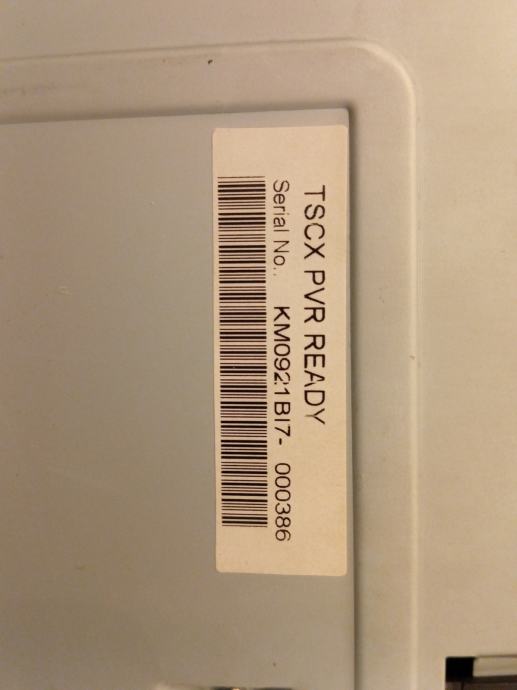 TSCX PVR READY
Serial No.. KM0921BI7- 000386